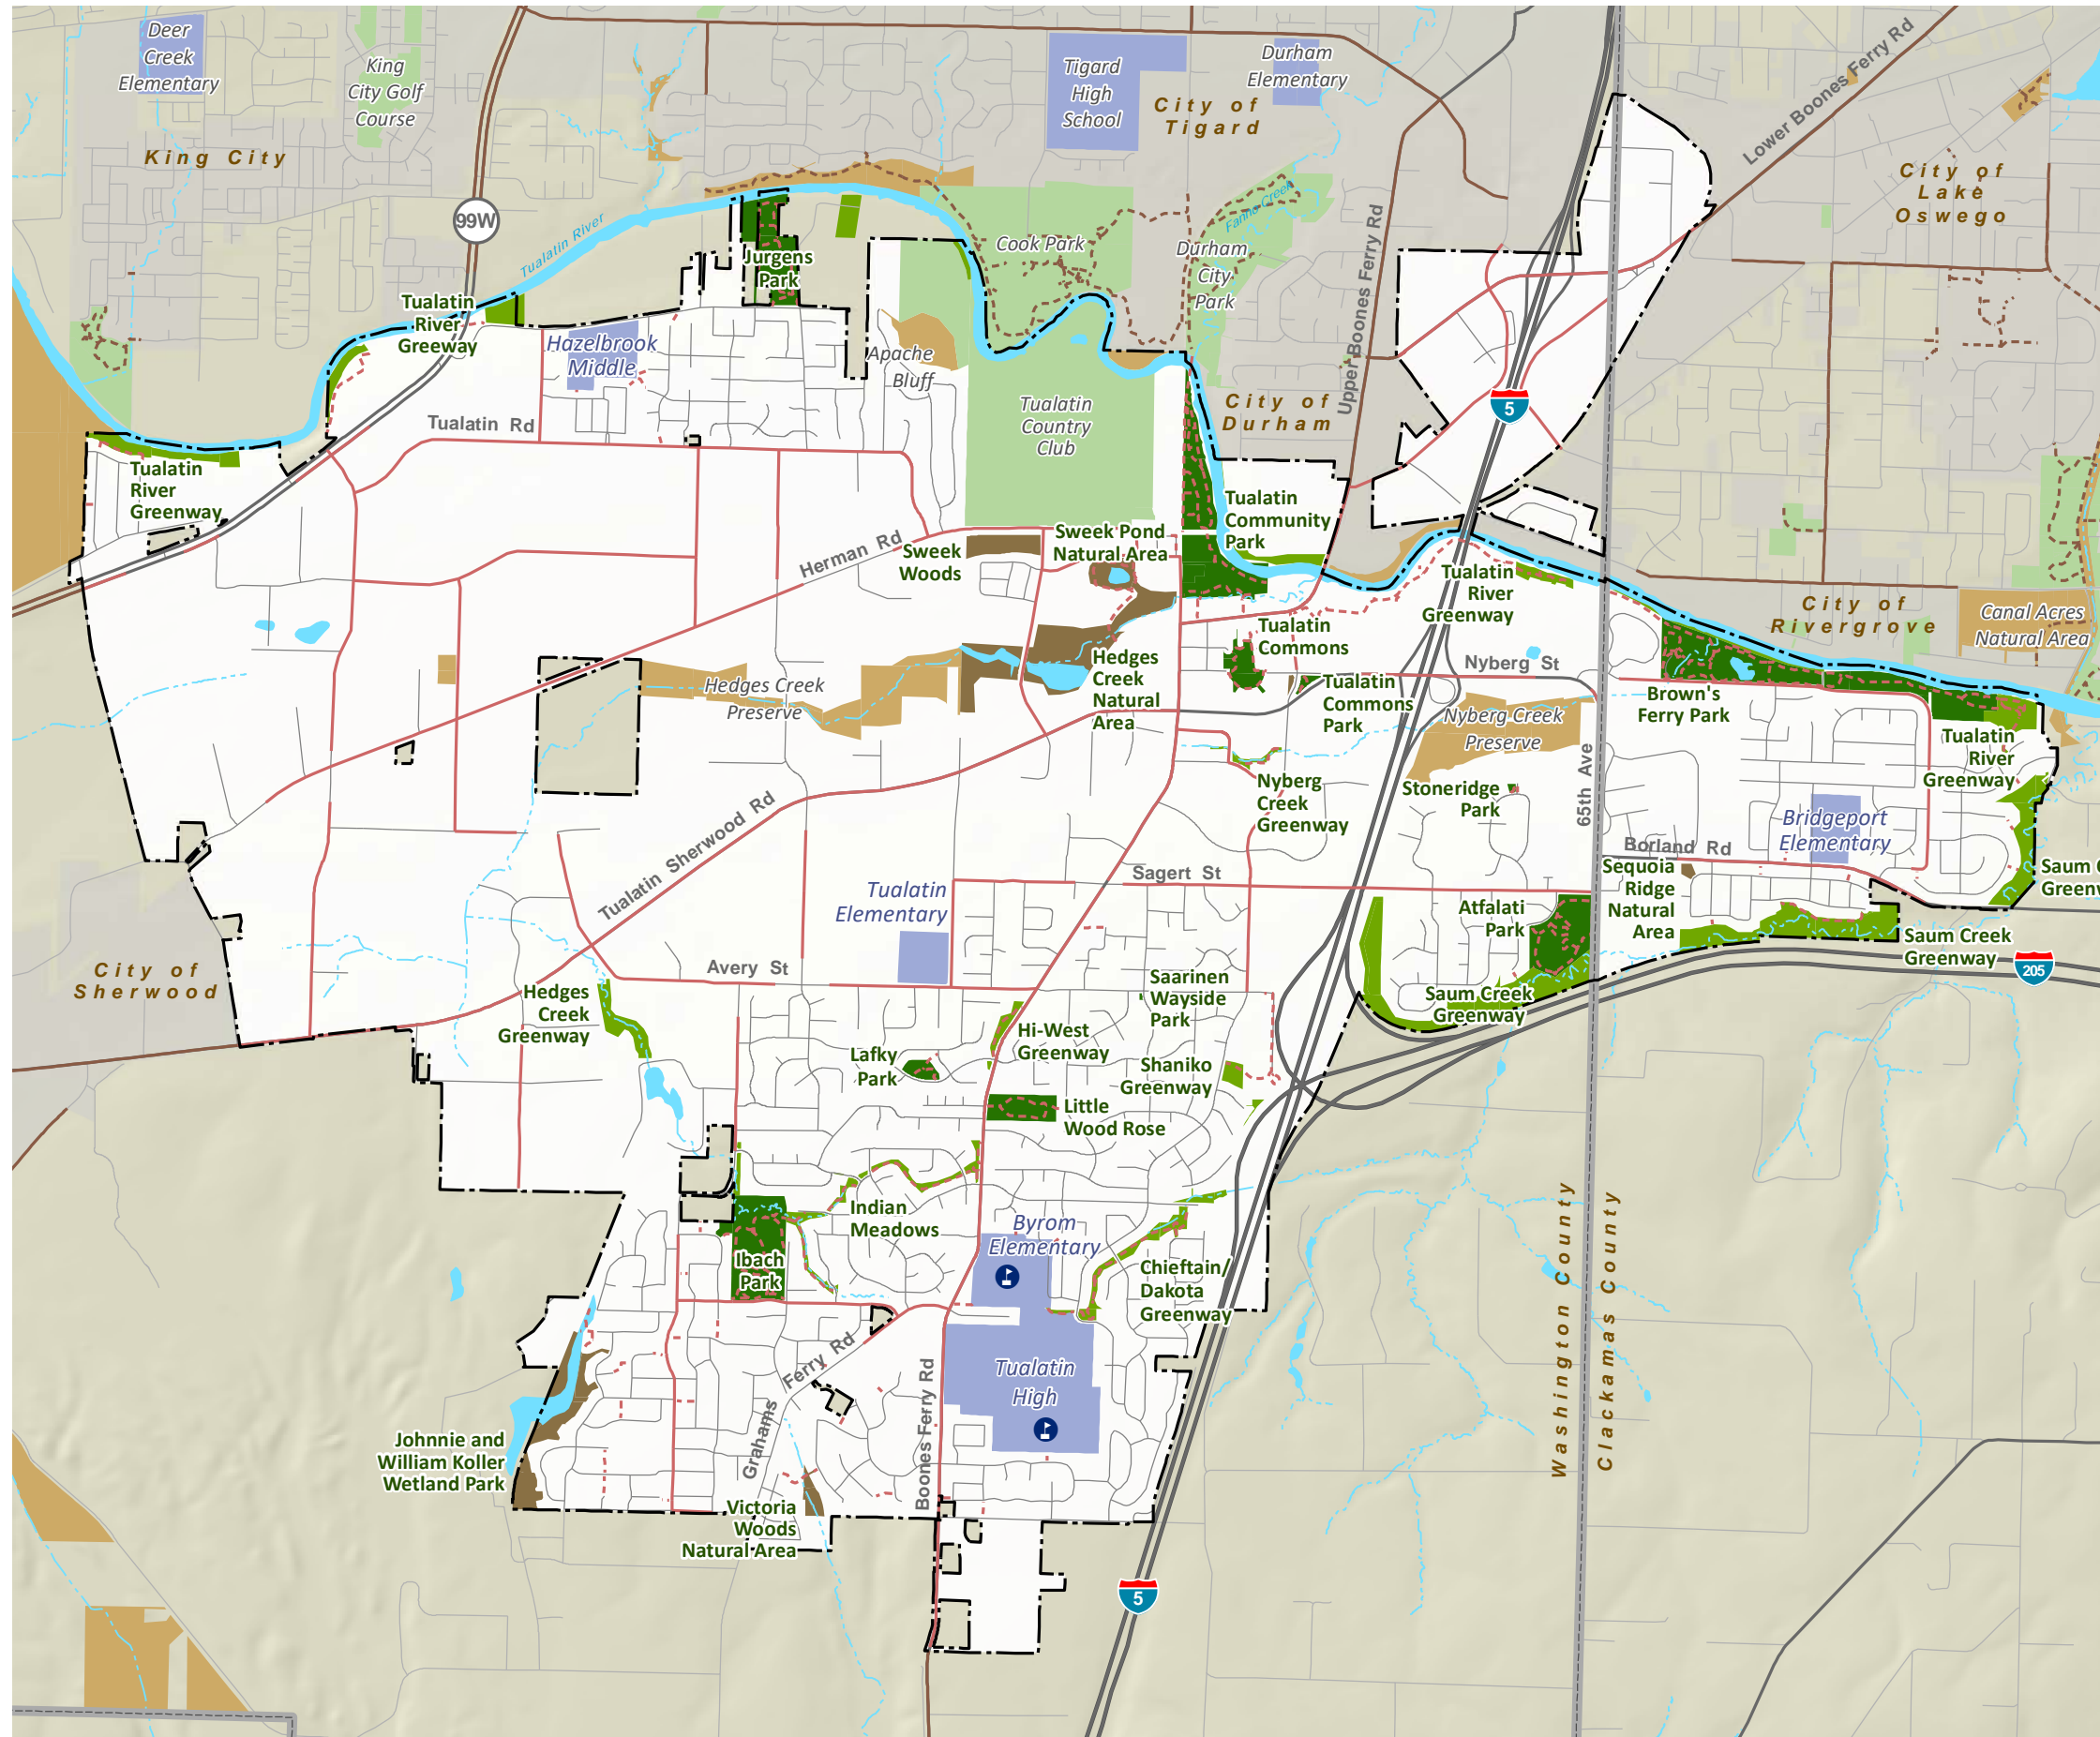 Deer
Creek
Elementary
King
City Golf
Course
King City
99W
Tualatin River
Tigard
High
School
City of
Tigard
Durham
Elementary
Lower Boones Ferry Rd
City of
Lake
Oswego
Fanno Creek
Cook Park
Durham
City
Park
Upper Boones Ferry Rd
Jurgens
Park
Tualatin
River
Greeway
Hazelbrook
Middle
Apache
Bluff
Tualatin
Country
Club
City of
Durham
5
Tualatin Rd
Tualatin
River
Greenway
Herman Rd
Sweek
Woods
Sweek Pond
Natural Area
Tualatin
Community
Park
Tualatin
River
Greenway
City of
Rivergrove
Canal Acres
Natural Area
Tualatin
Commons
Nyberg St
Hedges Creek
Preserve
Hedges
Creek
Natural
Area
Tualatin
Commons
Park
Nyberg Creek
Preserve
Brown's
Ferry Park
Tualatin
River
Greenway
65th Ave
Nyberg
Creek
Greenway
Stoneridge
Park
Bridgeport
Elementary
Borland Rd
Tualatin Sherwood Rd
Sagert St
Tualatin
Elementary
Sequoia
Ridge
Natural
Area
Saum C
Greenw
Atfalati
Park
Saum Creek
Greenway
205
City of
Sherwood
Avery St
Saarinen
Wayside
Park
Saum Creek
Greenway
Hedges
Creek
Greenway
Hi-West
Greenway
Lafky
Park
Shaniko
Greenway
Little
Wood Rose
Indian
Meadows
Byrom
Elementary
Ibach
Park
Chieftain/
Dakota
Greenway
Washington County
Clackamas County
Tualatin
High
Grahams Ferry Rd
Boones Ferry Rd
Johnnie and
William Koller
Wetland Park
Victoria
Woods
Natural Area
5